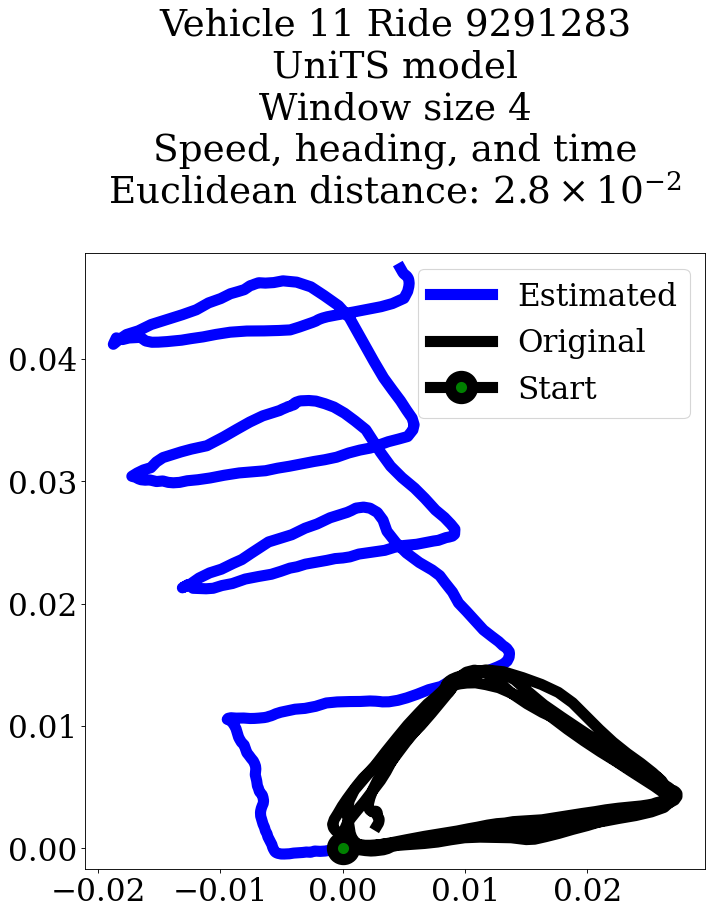 Vehicle 11 Ride 9291283
UniTS model
Window size 4
Speed, heading, and time
Euclidean distance: 2.8 × 10⁻²
Estimated
Original
Start
0.04
0.03
0.02
0.01
0.00
−0.02 −0.01 0.00 0.01 0.02